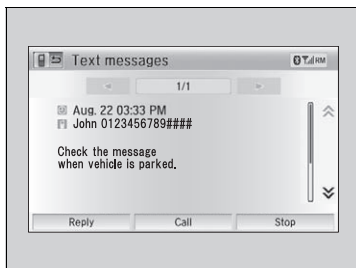 Text messages
RM
1/1
Aug. 22 03:33 PM
John 0123456789####
Check the message
when vehicle is parked.
Reply Call Stop